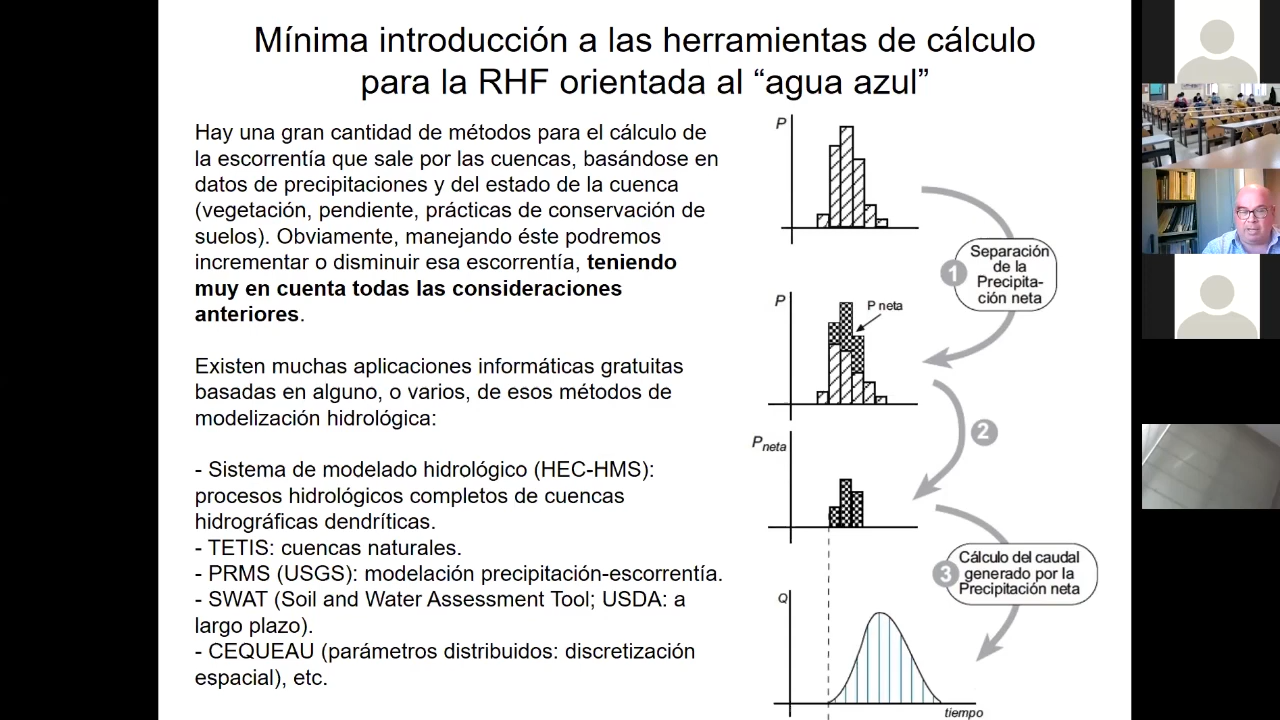 Mínima introducción a las herramientas de cálculo
para la RHF orientada al “agua azul”
Hay una gran cantidad de métodos para el cálculo de
la escorrentía que sale por las cuencas, basándose en
datos de precipitaciones y del estado de la cuenca
(vegetación, pendiente, prácticas de conservación de
suelos). Obviamente, manejando éste podremos
incrementar o disminuir esa escorrentía, teniendo
muy en cuenta todas las consideraciones
anteriores.
Existen muchas aplicaciones informáticas gratuitas
basadas en alguno, o varios, de esos métodos de
modelización hidrológica:
- Sistema de modelado hidrológico (HEC-HMS):
procesos hidrológicos completos de cuencas
hidrográficas dendríticas.
- TETIS: cuencas naturales.
- PRMS (USGS): modelación precipitación-escorrentía.
- SWAT (Soil and Water Assessment Tool; USDA: a
largo plazo).
- CEQUEAU (parámetros distribuidos: discretización
espacial), etc.
P
1
Separación
de la
Precipita-
ción neta
P
P neta
2
Pneta
3
Cálculo del caudal
generado por la
Precipitación neta
Q
tiempo